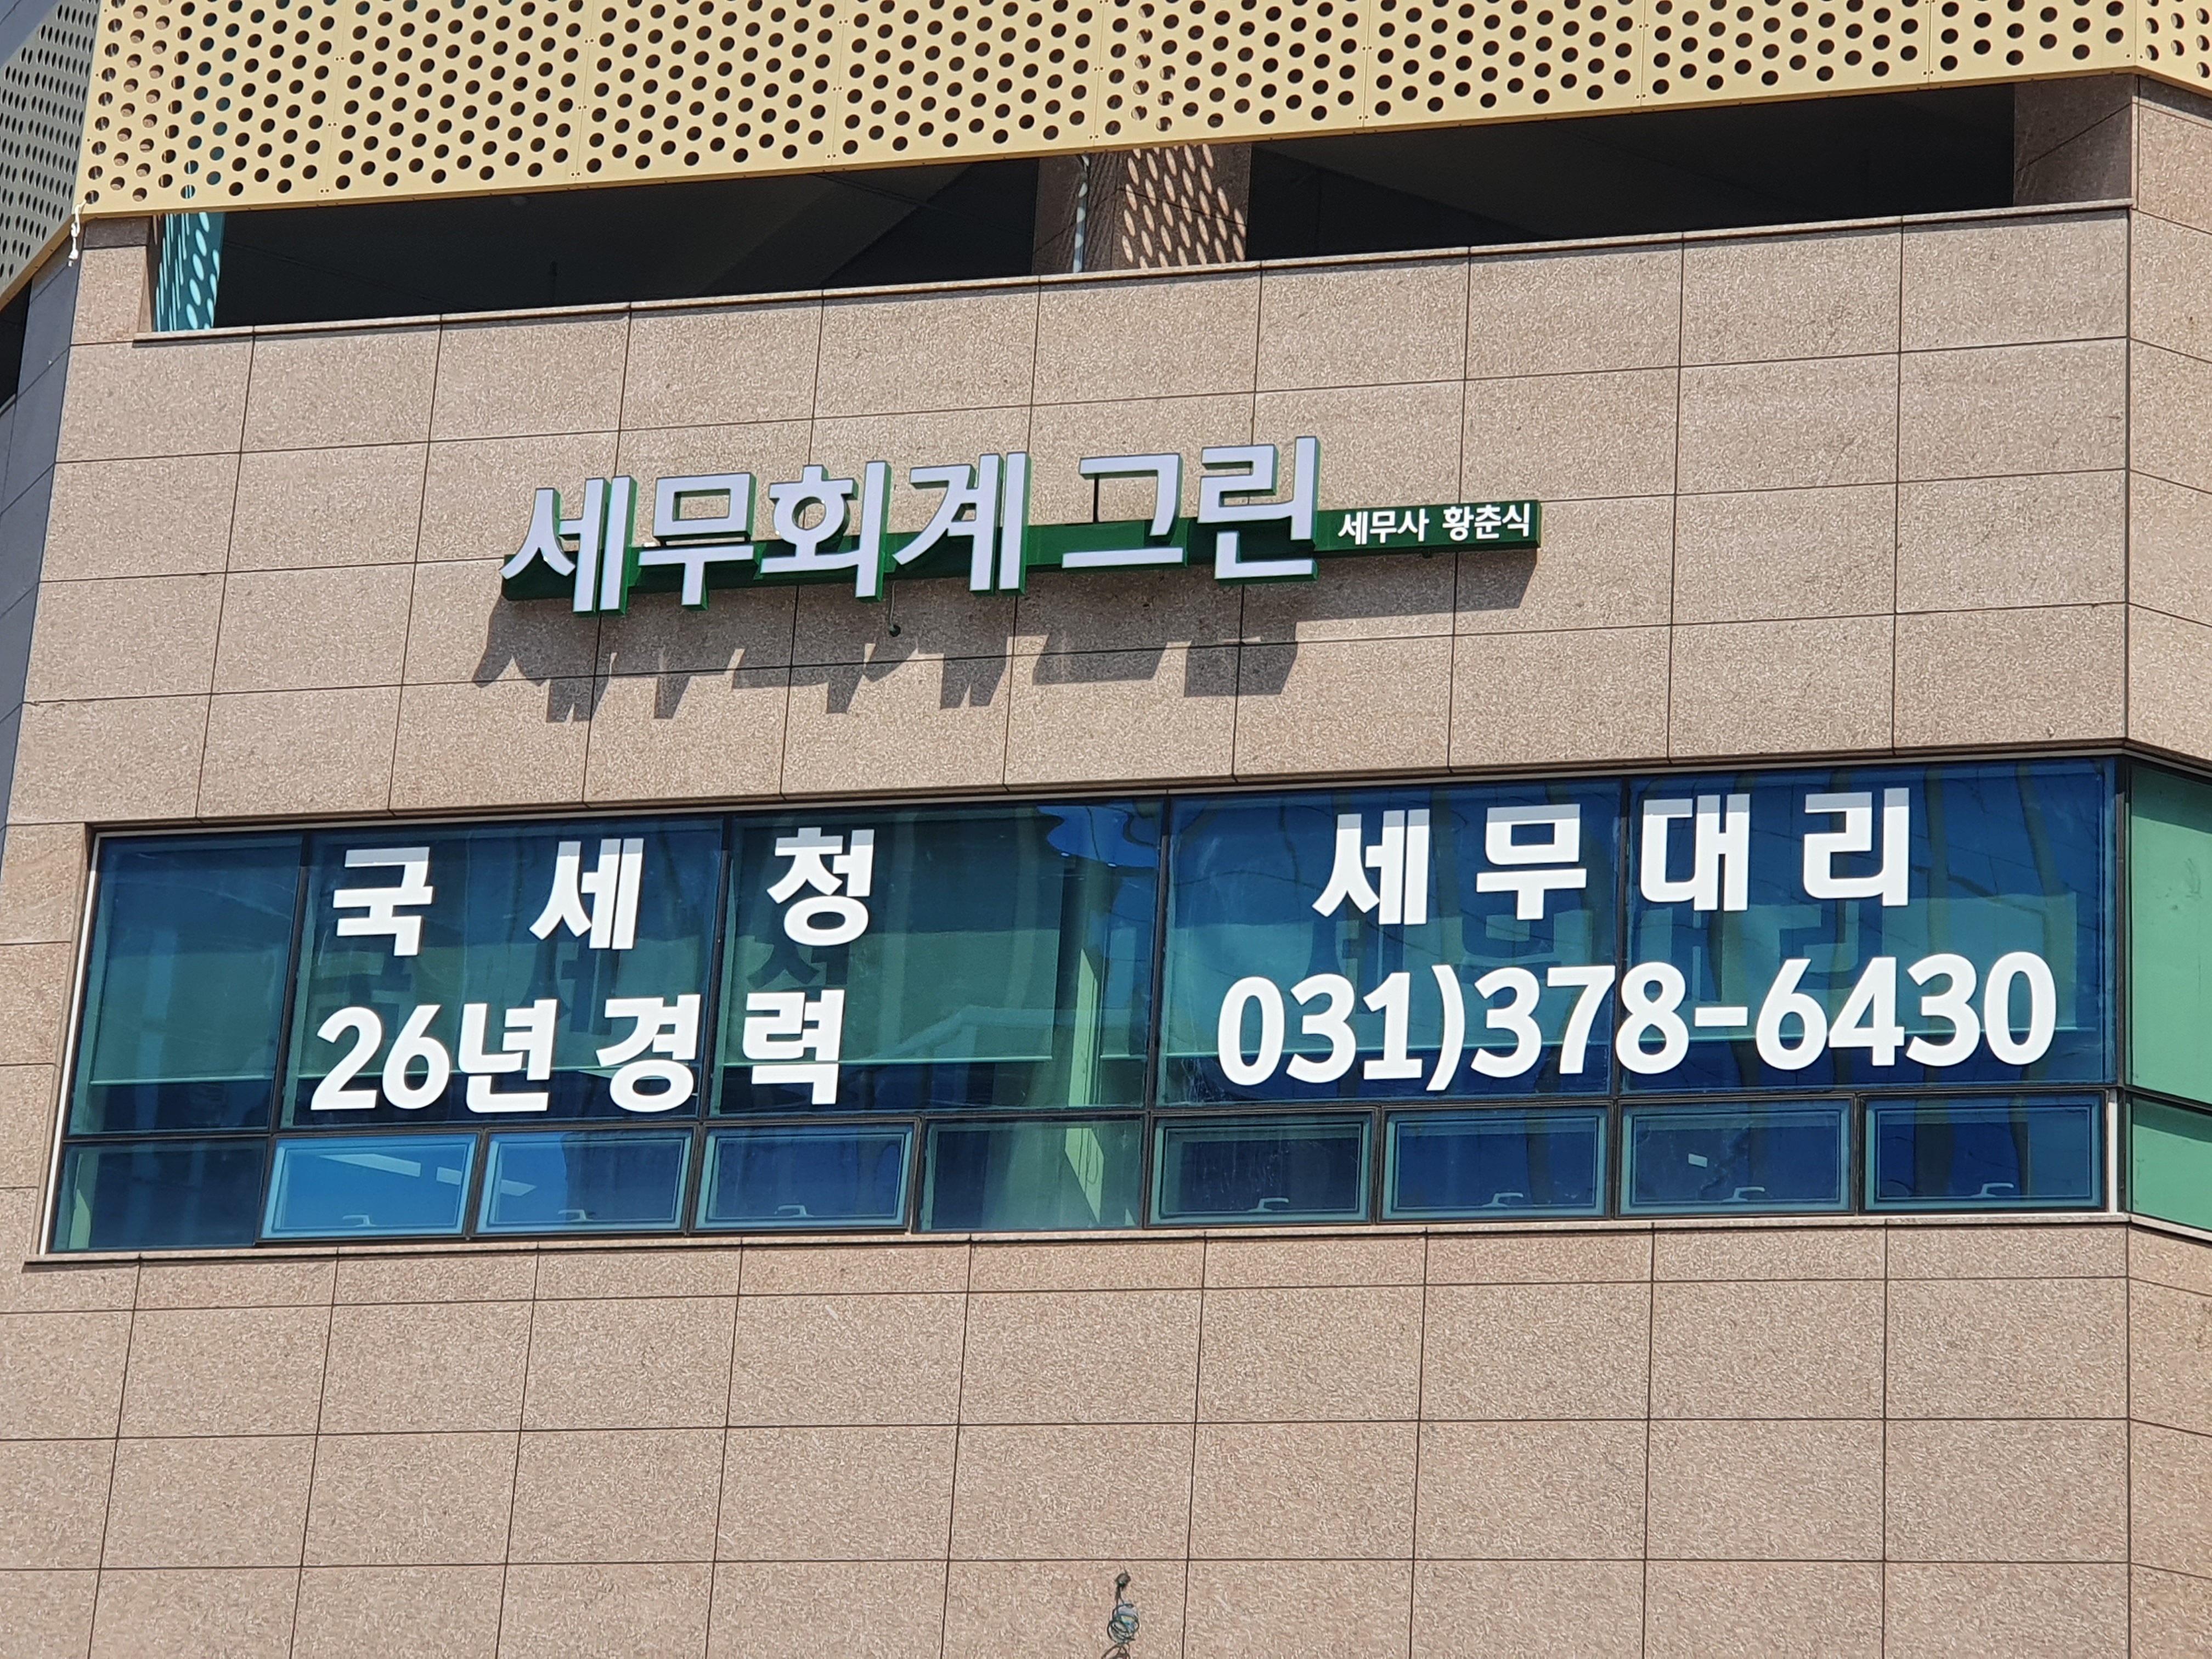 세무회계 그린 세무사 황춘식
국세청
26년경력
세무대리
031)378-6430